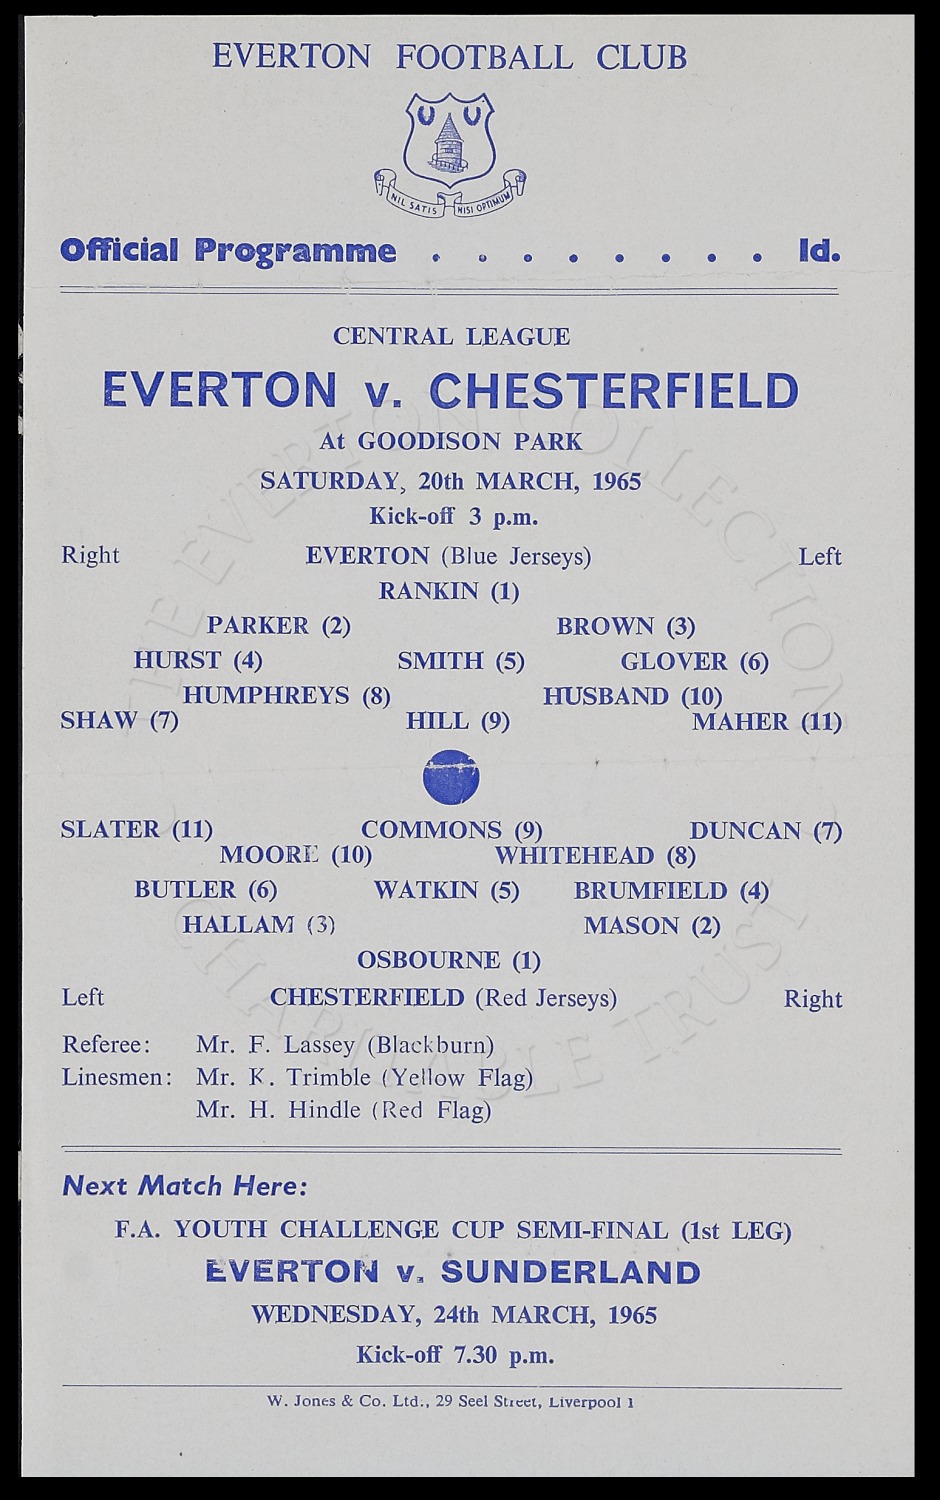 EVERTON FOOTBALL CLUB
NIL SATIS NISI OPTIMUM
Official Programme . . . . . . . . 1d.
CENTRAL LEAGUE
EVERTON v. CHESTERFIELD
At GOODISON PARK
SATURDAY, 20th MARCH, 1965
Kick-off 3 p.m.
Right EVERTON (Blue Jerseys) Left
RANKIN (1)
PARKER (2) BROWN (3)
HURST (4) SMITH (5) GLOVER (6)
HUMPHREYS (8) HUSBAND (10)
SHAW (7) HILL (9) MAHER (11)
SLATER (11) COMMONS (9) DUNCAN (7)
MOORE (10) WHITEHEAD (8)
BUTLER (6) WATKIN (5) BRUMFIELD (4)
HALLAM (3) MASON (2)
OSBOURNE (1)
Left CHESTERFIELD (Red Jerseys) Right
Referee: Mr. F. Lassey (Blackburn)
Linesmen: Mr. K. Trimble (Yellow Flag)
Mr. H. Hindle (Red Flag)
Next Match Here:
F.A. YOUTH CHALLENGE CUP SEMI-FINAL (1st LEG)
EVERTON v. SUNDERLAND
WEDNESDAY, 24th MARCH, 1965
Kick-off 7.30 p.m.
W. Jones & Co. Ltd., 29 Seel Street, Liverpool 1
THE EVERTON COLLECTION
CHARITABLE TRUST